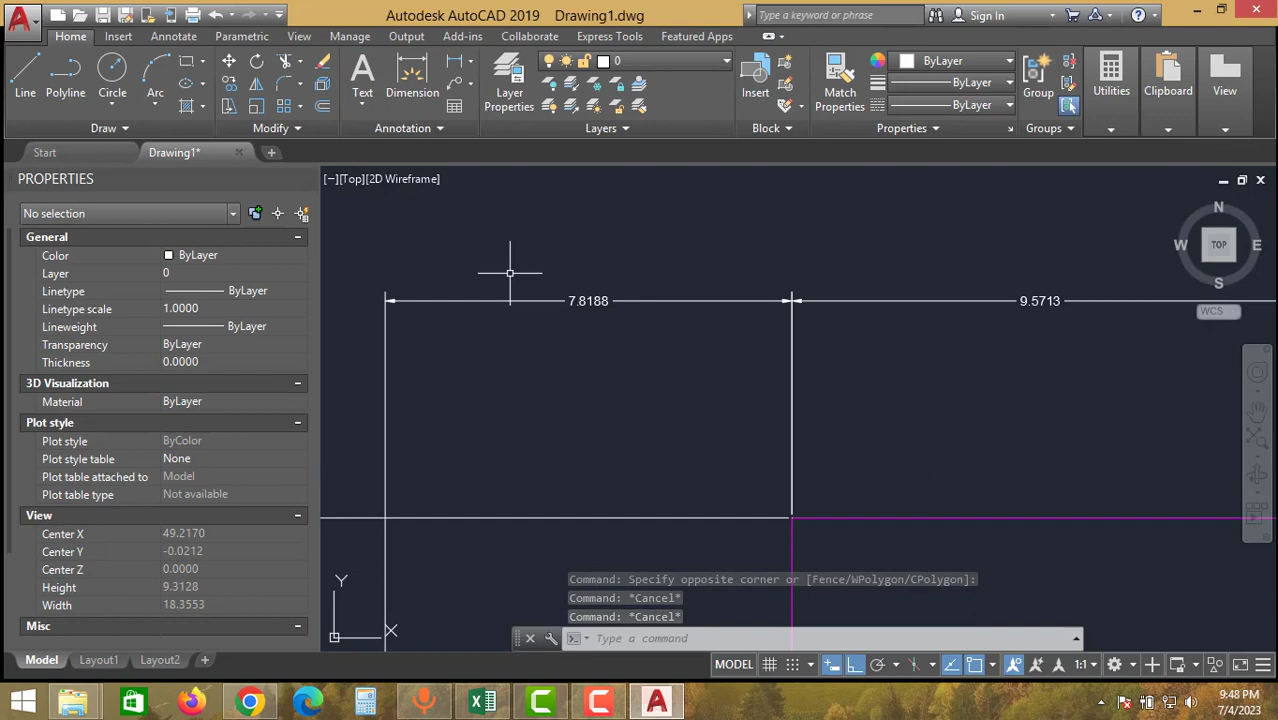 Autodesk AutoCAD 2019 Drawing1.dwg
Type a keyword or phrase
Sign In
Home Insert Annotate Parametric View Manage Output Add-ins Collaborate Express Tools Featured Apps
Line Polyline Circle Arc
Text Dimension
Layer Properties
0
Insert
Match Properties
ByLayer
ByLayer
ByLayer
Group
Utilities Clipboard View
Draw Modify Annotation Layers Block Properties Groups
Start Drawing1*
PROPERTIES
No selection
General
Color ByLayer
Layer 0
Linetype ByLayer
Linetype scale 1.0000
Lineweight ByLayer
Transparency ByLayer
Thickness 0.0000
3D Visualization
Material ByLayer
Plot style
Plot style ByColor
Plot style table None
Plot table attached to Model
Plot table type Not available
View
Center X 49.2170
Center Y -0.0212
Center Z 0.0000
Height 9.3128
Width 18.3553
Misc
[−][Top][2D Wireframe]
N
W TOP E
S
WCS
7.8188 9.5713
Y
X
Command: Specify opposite corner or [Fence/WPolygon/CPolygon]:
Command: *Cancel*
Command: *Cancel*
Type a command
Model Layout1 Layout2 +
MODEL 1:1
9:48 PM
7/4/2023